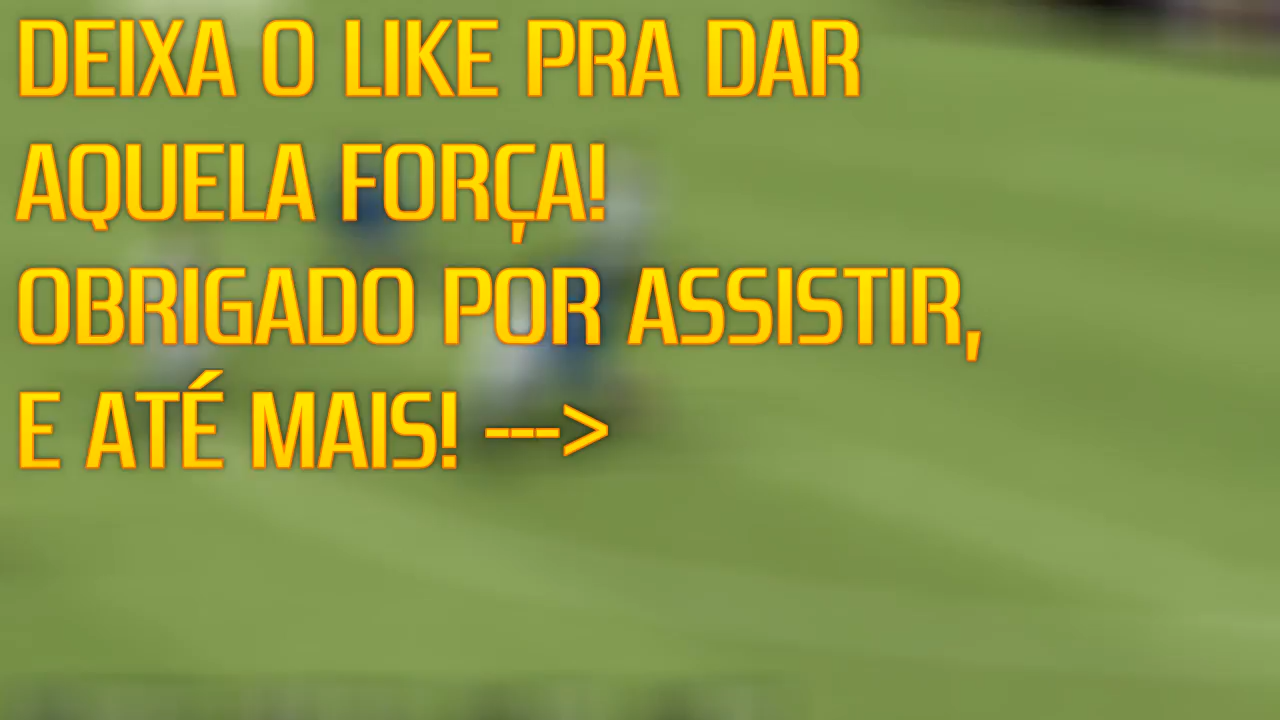 DEIXA O LIKE PRA DAR
AQUELA FORÇA!
OBRIGADO POR ASSISTIR,
E ATÉ MAIS! --->